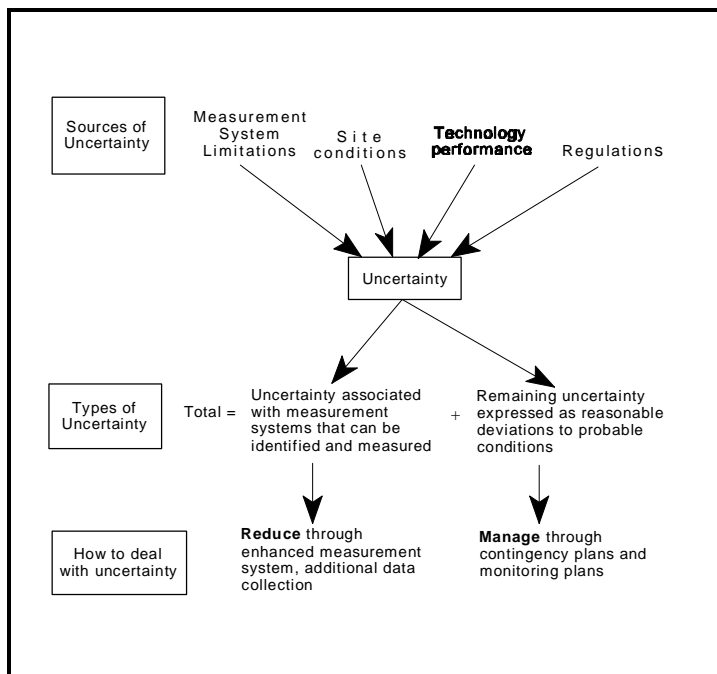 Sources of
Uncertainty
Measurement
System
Limitations
Site
conditions
Technology
performance
Regulations
Uncertainty
Types of
Uncertainty
Total =
Uncertainty associated
with measurement
systems that can be
identified and measured
+
Remaining uncertainty
expressed as reasonable
deviations to probable
conditions
How to deal
with uncertainty
Reduce through
enhanced measurement
system, additional data
collection
Manage through
contingency plans and
monitoring plans